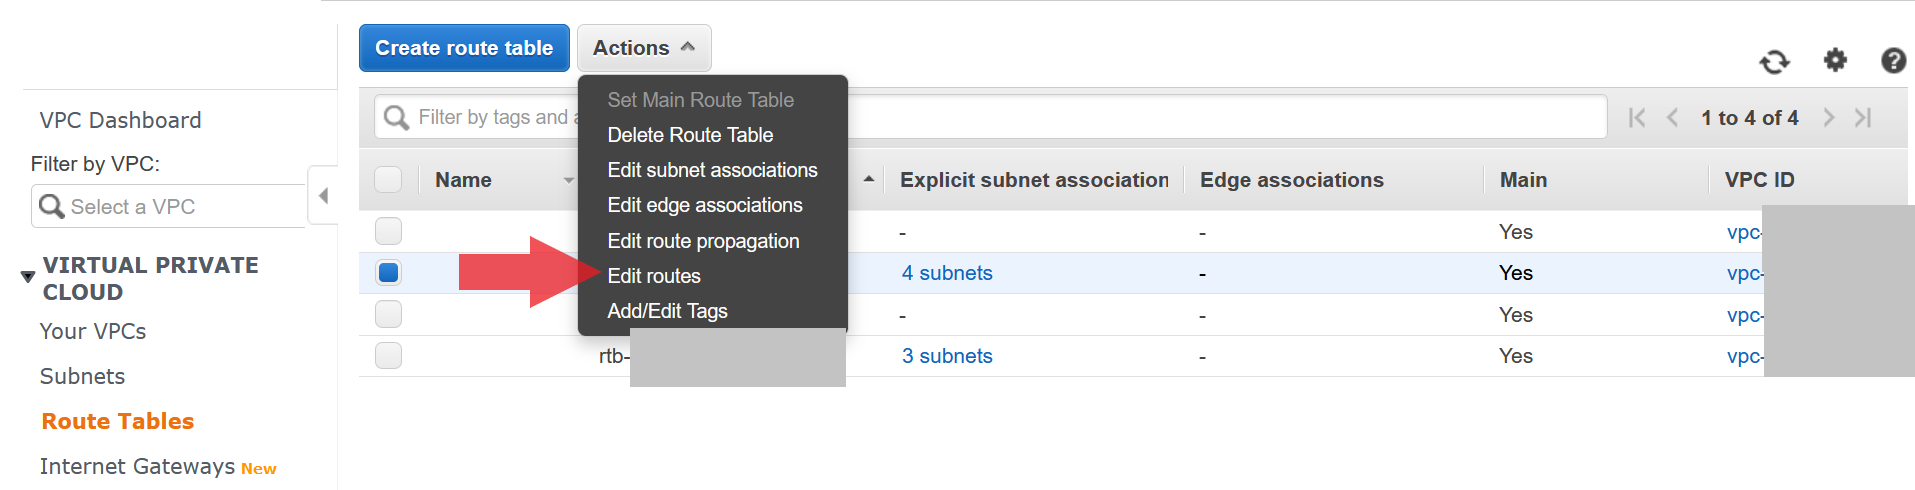 Create route table
Actions
VPC Dashboard
Filter by VPC:
Select a VPC
VIRTUAL PRIVATE
CLOUD
Your VPCs
Subnets
Route Tables
Internet Gateways New
Filter by tags and
1 to 4 of 4
Set Main Route Table
Delete Route Table
Edit subnet associations
Edit edge associations
Edit route propagation
Edit routes
Add/Edit Tags
Name Explicit subnet association Edge associations Main VPC ID
- - Yes vpc-
4 subnets - Yes vpc-
- - Yes vpc-
rtb- 3 subnets - Yes vpc-